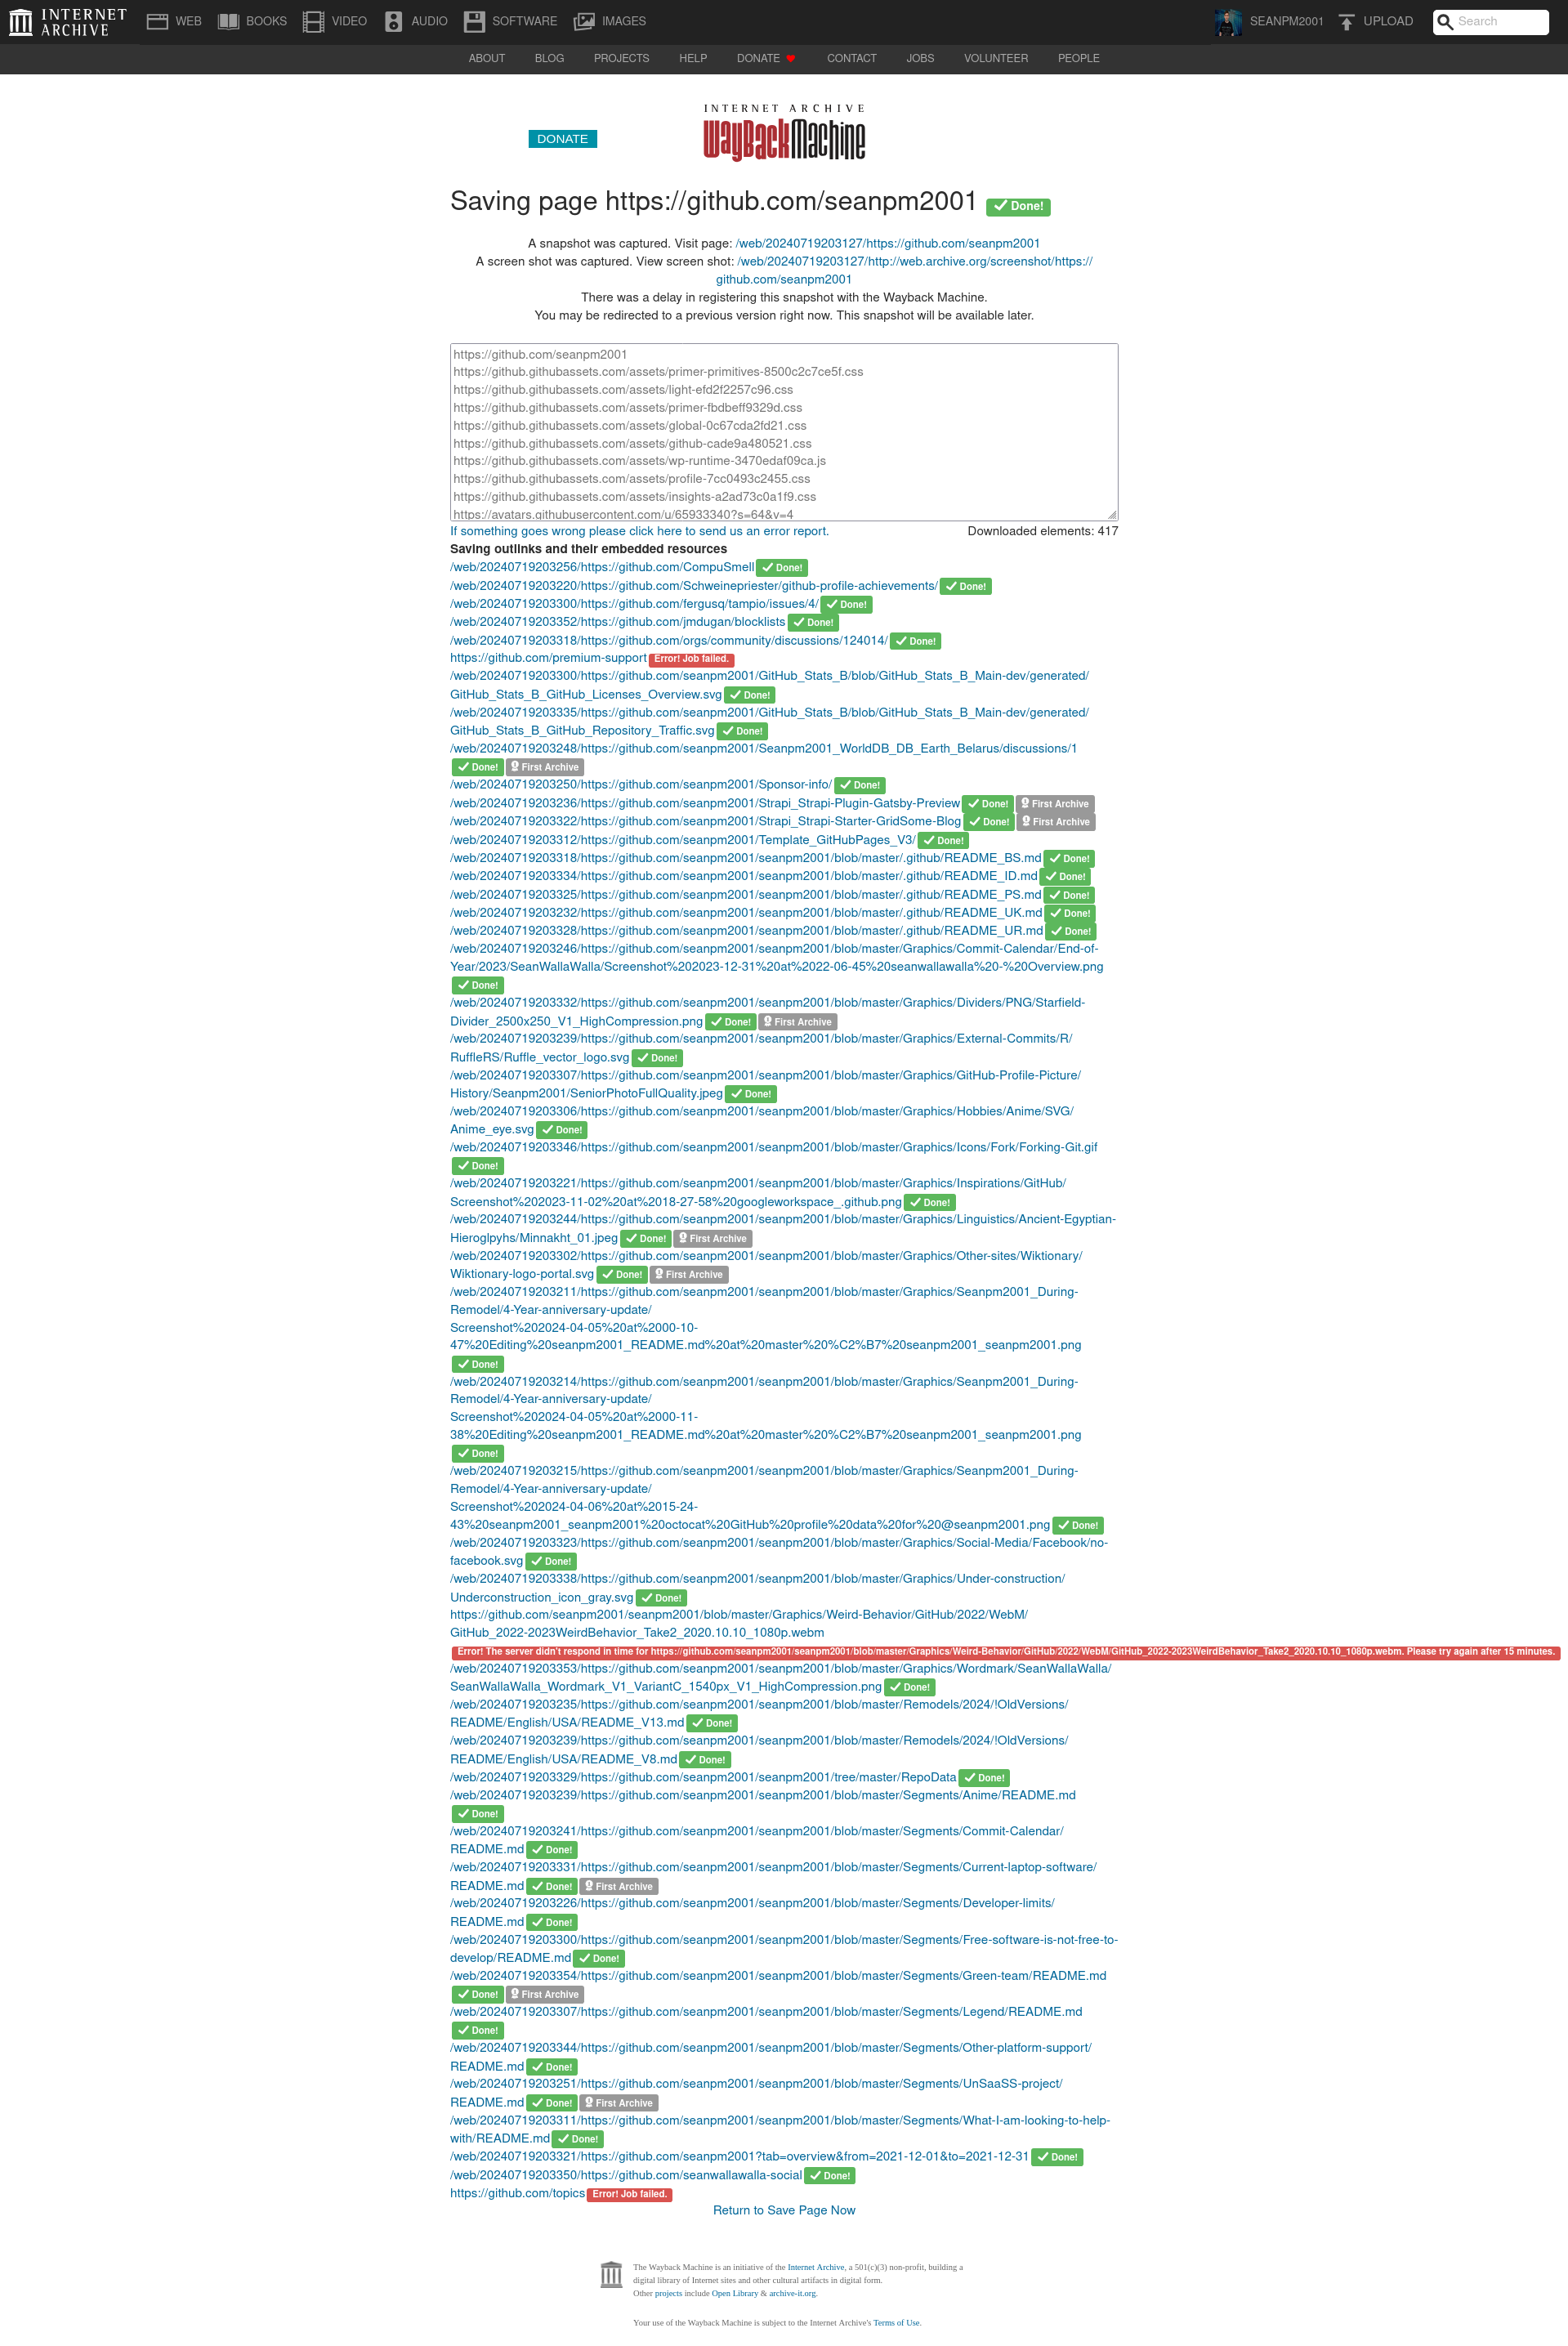 INTERNET ARCHIVE WEB BOOKS VIDEO AUDIO SOFTWARE IMAGES SEANPM2001 UPLOAD Search
ABOUT BLOG PROJECTS HELP DONATE CONTACT JOBS VOLUNTEER PEOPLE
INTERNET ARCHIVE
DONATE WayBackMachine
Saving page https://github.com/seanpm2001 Done!
A snapshot was captured. Visit page: /web/20240719203127/https://github.com/seanpm2001
A screen shot was captured. View screen shot: /web/20240719203127/http://web.archive.org/screenshot/https://
github.com/seanpm2001
There was a delay in registering this snapshot with the Wayback Machine.
You may be redirected to a previous version right now. This snapshot will be available later.
https://github.com/seanpm2001
https://github.githubassets.com/assets/primer-primitives-8500c2c7ce5f.css
https://github.githubassets.com/assets/light-efd2f2257c96.css
https://github.githubassets.com/assets/primer-fbdbeff9329d.css
https://github.githubassets.com/assets/global-0c67cda2fd21.css
https://github.githubassets.com/assets/github-cade9a480521.css
https://github.githubassets.com/assets/wp-runtime-3470edaf09ca.js
https://github.githubassets.com/assets/profile-7cc0493c2455.css
https://github.githubassets.com/assets/insights-a2ad73c0a1f9.css
https://avatars.githubusercontent.com/u/65933340?s=64&v=4
If something goes wrong please click here to send us an error report. Downloaded elements: 417
Saving outlinks and their embedded resources
/web/20240719203256/https://github.com/CompuSmell Done!
/web/20240719203220/https://github.com/Schweinepriester/github-profile-achievements/ Done!
/web/20240719203300/https://github.com/fergusq/tampio/issues/4/ Done!
/web/20240719203352/https://github.com/jmdugan/blocklists Done!
/web/20240719203318/https://github.com/orgs/community/discussions/124014/ Done!
https://github.com/premium-support Error! Job failed.
/web/20240719203300/https://github.com/seanpm2001/GitHub_Stats_B/blob/GitHub_Stats_B_Main-dev/generated/
GitHub_Stats_B_GitHub_Licenses_Overview.svg Done!
/web/20240719203335/https://github.com/seanpm2001/GitHub_Stats_B/blob/GitHub_Stats_B_Main-dev/generated/
GitHub_Stats_B_GitHub_Repository_Traffic.svg Done!
/web/20240719203248/https://github.com/seanpm2001/Seanpm2001_WorldDB_DB_Earth_Belarus/discussions/1
Done! First Archive
/web/20240719203250/https://github.com/seanpm2001/Sponsor-info/ Done!
/web/20240719203236/https://github.com/seanpm2001/Strapi_Strapi-Plugin-Gatsby-Preview Done! First Archive
/web/20240719203322/https://github.com/seanpm2001/Strapi_Strapi-Starter-GridSome-Blog Done! First Archive
/web/20240719203312/https://github.com/seanpm2001/Template_GitHubPages_V3/ Done!
/web/20240719203318/https://github.com/seanpm2001/seanpm2001/blob/master/.github/README_BS.md Done!
/web/20240719203334/https://github.com/seanpm2001/seanpm2001/blob/master/.github/README_ID.md Done!
/web/20240719203325/https://github.com/seanpm2001/seanpm2001/blob/master/.github/README_PS.md Done!
/web/20240719203232/https://github.com/seanpm2001/seanpm2001/blob/master/.github/README_UK.md Done!
/web/20240719203328/https://github.com/seanpm2001/seanpm2001/blob/master/.github/README_UR.md Done!
/web/20240719203246/https://github.com/seanpm2001/seanpm2001/blob/master/Graphics/Commit-Calendar/End-of-
Year/2023/SeanWallaWalla/Screenshot%202023-12-31%20at%2022-06-45%20seanwallawalla%20-%20Overview.png
Done!
/web/20240719203332/https://github.com/seanpm2001/seanpm2001/blob/master/Graphics/Dividers/PNG/Starfield-
Divider_2500x250_V1_HighCompression.png Done! First Archive
/web/20240719203239/https://github.com/seanpm2001/seanpm2001/blob/master/Graphics/External-Commits/R/
RuffleRS/Ruffle_vector_logo.svg Done!
/web/20240719203307/https://github.com/seanpm2001/seanpm2001/blob/master/Graphics/GitHub-Profile-Picture/
History/Seanpm2001/SeniorPhotoFullQuality.jpeg Done!
/web/20240719203306/https://github.com/seanpm2001/seanpm2001/blob/master/Graphics/Hobbies/Anime/SVG/
Anime_eye.svg Done!
/web/20240719203346/https://github.com/seanpm2001/seanpm2001/blob/master/Graphics/Icons/Fork/Forking-Git.gif
Done!
/web/20240719203221/https://github.com/seanpm2001/seanpm2001/blob/master/Graphics/Inspirations/GitHub/
Screenshot%202023-11-02%20at%2018-27-58%20googleworkspace_.github.png Done!
/web/20240719203244/https://github.com/seanpm2001/seanpm2001/blob/master/Graphics/Linguistics/Ancient-Egyptian-
Hieroglpyhs/Minnakht_01.jpeg Done! First Archive
/web/20240719203302/https://github.com/seanpm2001/seanpm2001/blob/master/Graphics/Other-sites/Wiktionary/
Wiktionary-logo-portal.svg Done! First Archive
/web/20240719203211/https://github.com/seanpm2001/seanpm2001/blob/master/Graphics/Seanpm2001_During-
Remodel/4-Year-anniversary-update/
Screenshot%202024-04-05%20at%2000-10-
47%20Editing%20seanpm2001_README.md%20at%20master%20%C2%B7%20seanpm2001_seanpm2001.png
Done!
/web/20240719203214/https://github.com/seanpm2001/seanpm2001/blob/master/Graphics/Seanpm2001_During-
Remodel/4-Year-anniversary-update/
Screenshot%202024-04-05%20at%2000-11-
38%20Editing%20seanpm2001_README.md%20at%20master%20%C2%B7%20seanpm2001_seanpm2001.png
Done!
/web/20240719203215/https://github.com/seanpm2001/seanpm2001/blob/master/Graphics/Seanpm2001_During-
Remodel/4-Year-anniversary-update/
Screenshot%202024-04-06%20at%2015-24-
43%20seanpm2001_seanpm2001%20octocat%20GitHub%20profile%20data%20for%20@seanpm2001.png Done!
/web/20240719203323/https://github.com/seanpm2001/seanpm2001/blob/master/Graphics/Social-Media/Facebook/no-
facebook.svg Done!
/web/20240719203338/https://github.com/seanpm2001/seanpm2001/blob/master/Graphics/Under-construction/
Underconstruction_icon_gray.svg Done!
https://github.com/seanpm2001/seanpm2001/blob/master/Graphics/Weird-Behavior/GitHub/2022/WebM/
GitHub_2022-2023WeirdBehavior_Take2_2020.10.10_1080p.webm
Error! The server didn't respond in time for https://github.com/seanpm2001/seanpm2001/blob/master/Graphics/Weird-Behavior/GitHub/2022/WebM/GitHub_2022-2023WeirdBehavior_Take2_2020.10.10_1080p.webm. Please try again after 15 minutes.
/web/20240719203353/https://github.com/seanpm2001/seanpm2001/blob/master/Graphics/Wordmark/SeanWallaWalla/
SeanWallaWalla_Wordmark_V1_VariantC_1540px_V1_HighCompression.png Done!
/web/20240719203235/https://github.com/seanpm2001/seanpm2001/blob/master/Remodels/2024/!OldVersions/
README/English/USA/README_V13.md Done!
/web/20240719203239/https://github.com/seanpm2001/seanpm2001/blob/master/Remodels/2024/!OldVersions/
README/English/USA/README_V8.md Done!
/web/20240719203329/https://github.com/seanpm2001/seanpm2001/tree/master/RepoData Done!
/web/20240719203239/https://github.com/seanpm2001/seanpm2001/blob/master/Segments/Anime/README.md
Done!
/web/20240719203241/https://github.com/seanpm2001/seanpm2001/blob/master/Segments/Commit-Calendar/
README.md Done!
/web/20240719203331/https://github.com/seanpm2001/seanpm2001/blob/master/Segments/Current-laptop-software/
README.md Done! First Archive
/web/20240719203226/https://github.com/seanpm2001/seanpm2001/blob/master/Segments/Developer-limits/
README.md Done!
/web/20240719203300/https://github.com/seanpm2001/seanpm2001/blob/master/Segments/Free-software-is-not-free-to-
develop/README.md Done!
/web/20240719203354/https://github.com/seanpm2001/seanpm2001/blob/master/Segments/Green-team/README.md
Done! First Archive
/web/20240719203307/https://github.com/seanpm2001/seanpm2001/blob/master/Segments/Legend/README.md
Done!
/web/20240719203344/https://github.com/seanpm2001/seanpm2001/blob/master/Segments/Other-platform-support/
README.md Done!
/web/20240719203251/https://github.com/seanpm2001/seanpm2001/blob/master/Segments/UnSaaSS-project/
README.md Done! First Archive
/web/20240719203311/https://github.com/seanpm2001/seanpm2001/blob/master/Segments/What-I-am-looking-to-help-
with/README.md Done!
/web/20240719203321/https://github.com/seanpm2001?tab=overview&from=2021-12-01&to=2021-12-31 Done!
/web/20240719203350/https://github.com/seanwallawalla-social Done!
https://github.com/topics Error! Job failed.
Return to Save Page Now
The Wayback Machine is an initiative of the Internet Archive, a 501(c)(3) non-profit, building a
digital library of Internet sites and other cultural artifacts in digital form.
Other projects include Open Library & archive-it.org.
Your use of the Wayback Machine is subject to the Internet Archive's Terms of Use.